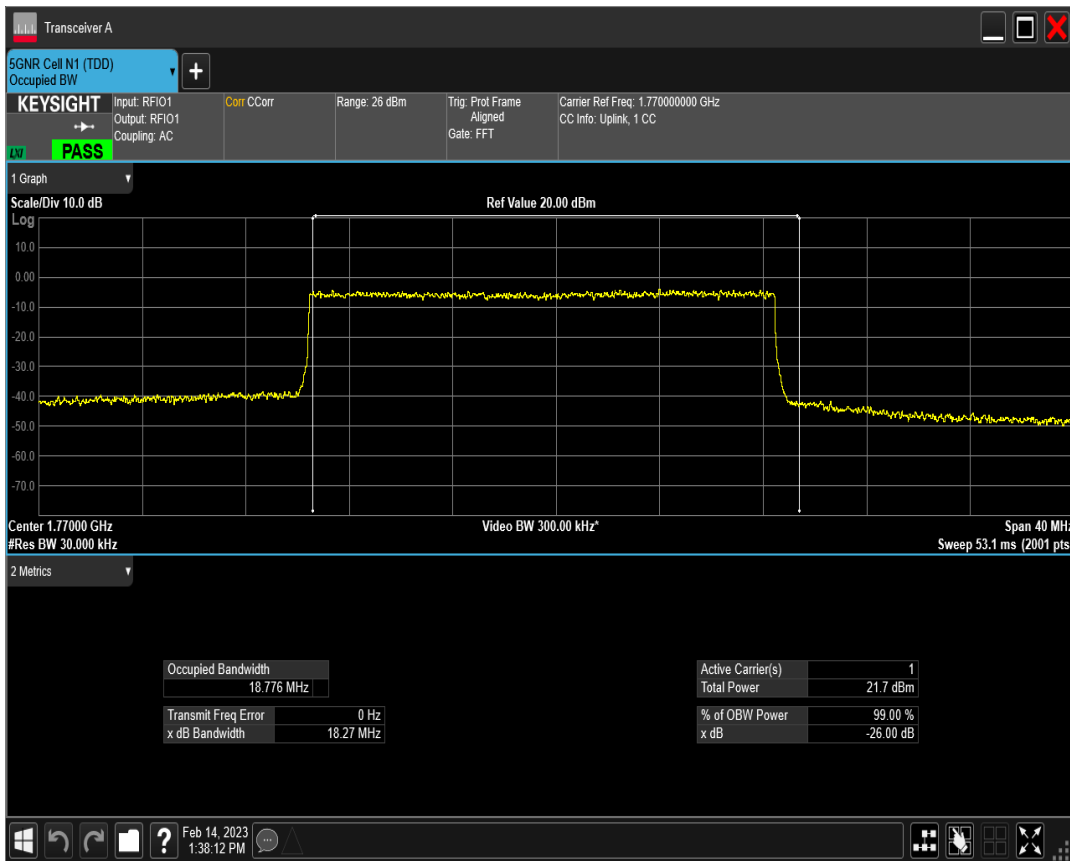 Transceiver A
5GNR Cell N1 (TDD)
Occupied BW
+
KEYSIGHT
LXI
PASS
Input: RFIO1
Output: RFIO1
Coupling: AC
Corr CCorr
Range: 26 dBm
Trig: Prot Frame
Aligned
Gate: FFT
Carrier Ref Freq: 1.770000000 GHz
CC Info: Uplink, 1 CC
1 Graph
Scale/Div 10.0 dB
Ref Value 20.00 dBm
Log
10.0
0.00
-10.0
-20.0
-30.0
-40.0
-50.0
-60.0
-70.0
Center 1.77000 GHz
Video BW 300.00 kHz*
Span 40 MHz
#Res BW 30.000 kHz
Sweep 53.1 ms (2001 pts
2 Metrics
Occupied Bandwidth
18.776 MHz
Transmit Freq Error 0 Hz
x dB Bandwidth 18.27 MHz
Active Carrier(s) 1
Total Power 21.7 dBm
% of OBW Power 99.00 %
x dB -26.00 dB
?
Feb 14, 2023
1:38:12 PM